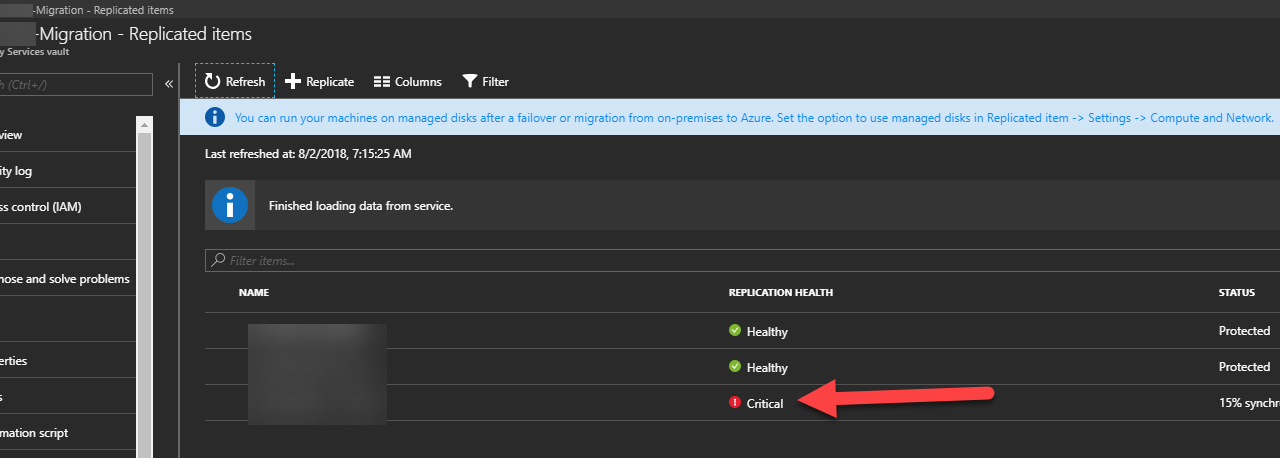 -Migration - Replicated items
-Migration - Replicated items
y Services vault
h (Ctrl+/)
«
Refresh Replicate Columns Filter
view
You can run your machines on managed disks after a failover or migration from on-premises to Azure. Set the option to use managed disks in Replicated item -> Settings -> Compute and Network.
ity log
Last refreshed at: 8/2/2018, 7:15:25 AM
ss control (IAM)
Finished loading data from service.
nose and solve problems
Filter items...
NAME REPLICATION HEALTH STATUS
Healthy Protected
erties
Healthy Protected
s
Critical 15% synchr
mation script